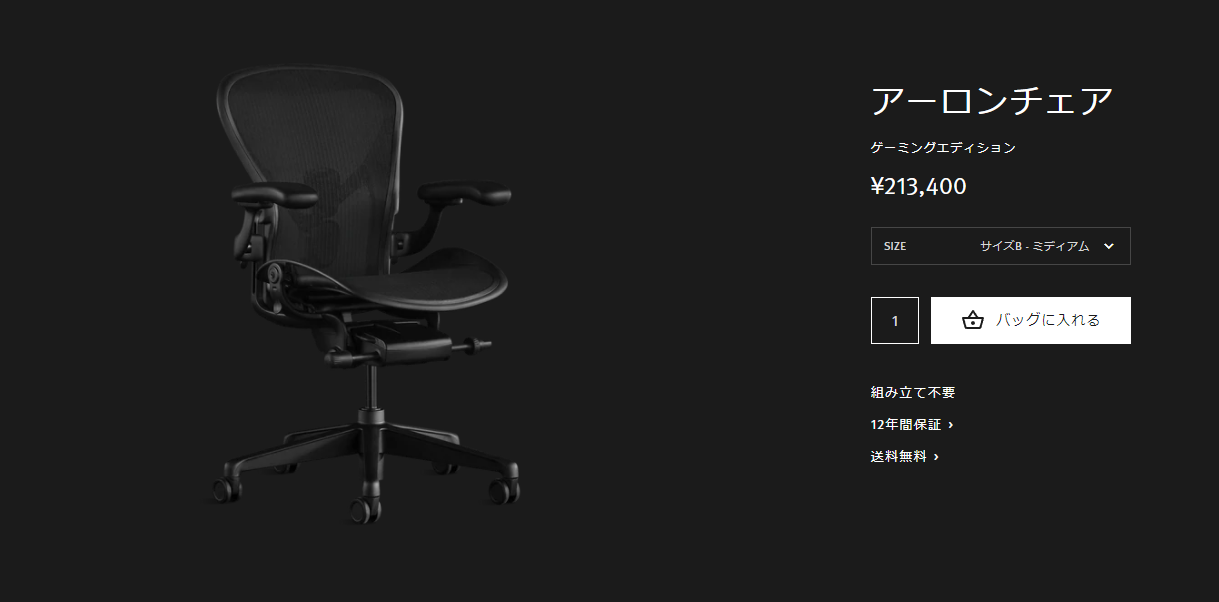 アーロンチェア
ゲーミングエディション
¥213,400
SIZE サイズB - ミディアム
1 バッグに入れる
組み立て不要
12年間保証 ›
送料無料 ›